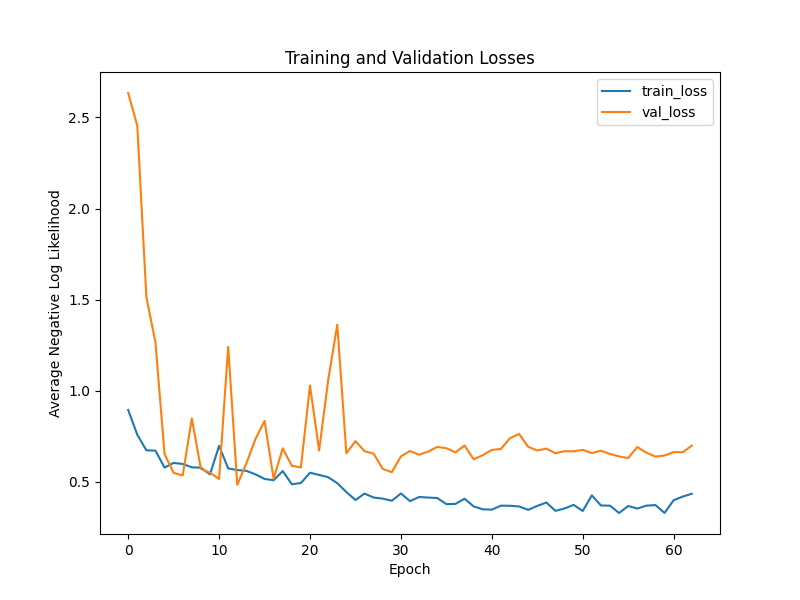 Training and Validation Losses
train_loss
val_loss
Average Negative Log Likelihood
2.5
2.0
1.5
1.0
0.5
0 10 20 30 40 50 60
Epoch